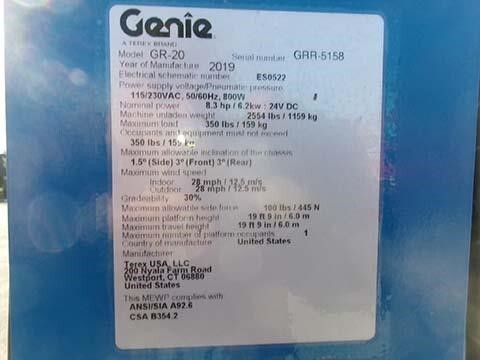 Genie
A TEREX BRAND
Model GR-20 Serial number GRR-5158
Year of Manufacture 2019
Electrical schematic number ES0522
Power supply voltage/Pneumatic pressure
115/230VAC, 50/60Hz, 800W /
Nominal power 8.3 hp / 6.2kw : 24V DC
Machine unladen weight 2554 lbs / 1159 kg
Maximum load 350 lbs / 159 kg
Occupants and equipment must not exceed
350 lbs / 159 kg
Maximum allowable inclination of the chassis
1.5° (Side) 3° (Front) 3° (Rear)
Maximum wind speed
Indoor 28 mph / 12.5 m/s
Outdoor 28 mph / 12.5 m/s
Gradeability 30%
Maximum allowable side force 100 lbs / 445 N
Maximum platform height 19 ft 9 in / 6.0 m
Maximum travel height 19 ft 9 in / 6.0 m
Maximum number of platform occupants 1
Country of manufacture United States
Manufacturer
Terex USA, LLC
200 Nyala Farm Road
Westport, CT 06880
United States
This MEWP complies with
ANSI/SIA A92.6
CSA B354.2